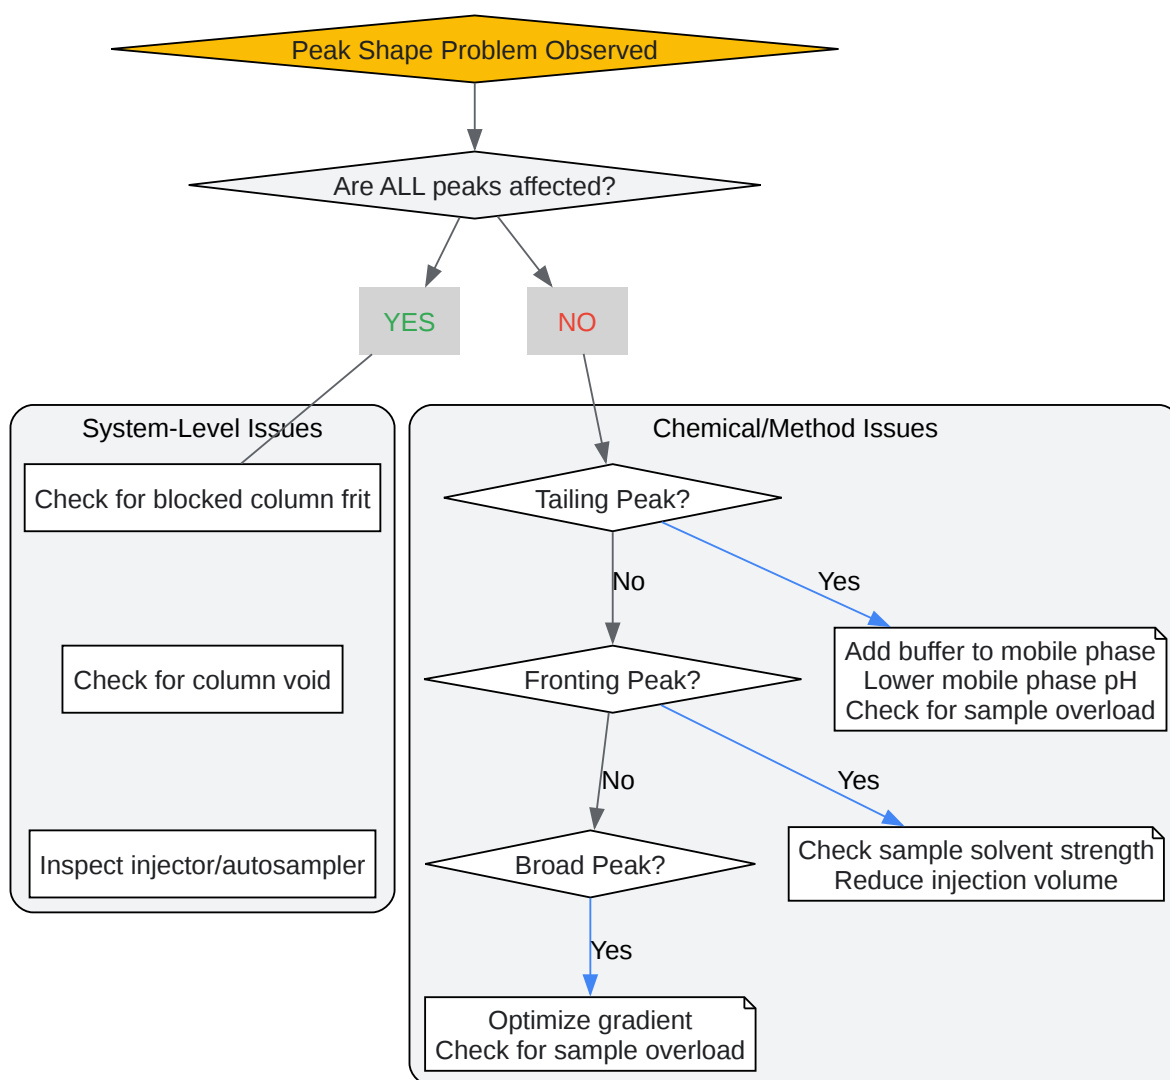 Peak Shape Problem Observed
Are ALL peaks affected?
YES
NO
System-Level Issues
Check for blocked column frit
Check for column void
Inspect injector/autosampler
Chemical/Method Issues
Tailing Peak?
No
Yes
Add buffer to mobile phase
Lower mobile phase pH
Check for sample overload
Fronting Peak?
No
Yes
Check sample solvent strength
Reduce injection volume
Broad Peak?
Yes
Optimize gradient
Check for sample overload